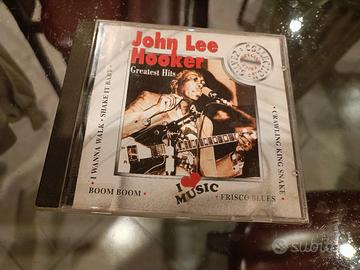 John Lee
Hooker
Greatest Hits
• I WANNA WALK • SHAKE IT BABY
BOOM BOOM •
I
MUSIC
• FRISCO BLUES •
CRAWLING KING SNAKE •
subito